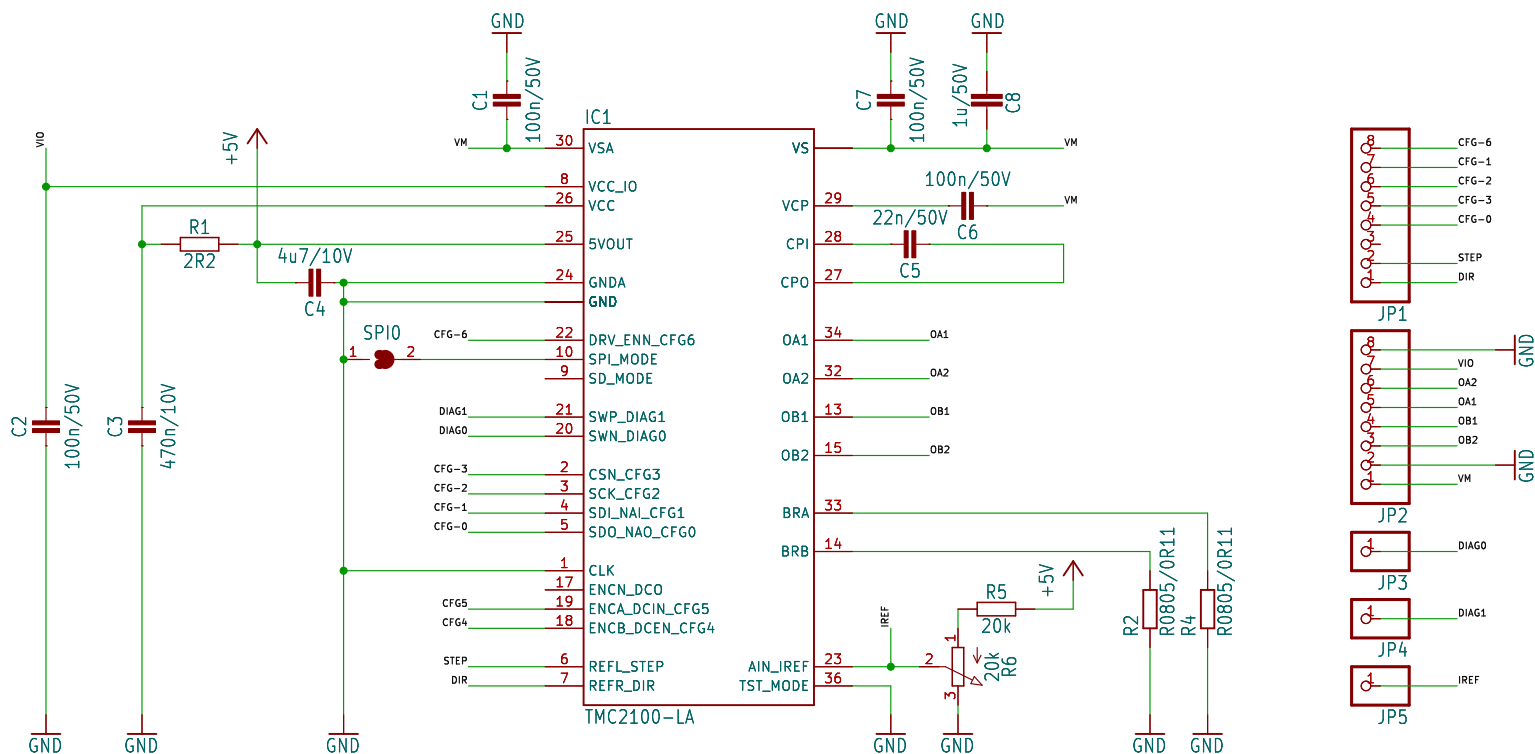 GND
C1
100n/50V
GND
GND
C7
100n/50V
1u/50V
C8
VIO
+5V
IC1
VM
30
VSA
VS
VM
8
VCC_IO
26
VCC
VCP
29
100n/50V
C6
VM
R1
2R2
25
5VOUT
CPI
28
22n/50V
C5
4u7/10V
C4
24
GNDA
CPO
27
GND
CFG-6
22
DRV_ENN_CFG6
OA1
34
OA1
SPI0
1
2
10
SPI_MODE
9
SD_MODE
OA2
32
OA2
DIAG1
21
SWP_DIAG1
OB1
13
OB1
DIAG0
20
SWN_DIAG0
OB2
15
OB2
C2
100n/50V
C3
470n/10V
CFG-3
2
CSN_CFG3
CFG-2
3
SCK_CFG2
CFG-1
4
SDI_NAI_CFG1
BRA
33
CFG-0
5
SDO_NAO_CFG0
BRB
14
1
CLK
17
ENCN_DCO
CFG5
19
ENCA_DCIN_CFG5
CFG4
18
ENCB_DCEN_CFG4
STEP
6
REFL_STEP
AIN_IREF
23
DIR
7
REFR_DIR
TST_MODE
36
TMC2100-LA
IREF
R5
20k
+5V
1
2
3
20k
R6
R2
R0805/0R11
R4
R0805/0R11
GND
GND
GND
GND
GND
GND
GND
8
CFG-6
7
CFG-1
6
CFG-2
5
CFG-3
4
CFG-0
3
2
STEP
1
DIR
JP1
8
GND
7
VIO
6
OA2
5
OA1
4
OB1
3
OB2
2
GND
1
VM
JP2
1
DIAG0
JP3
1
DIAG1
JP4
1
IREF
JP5